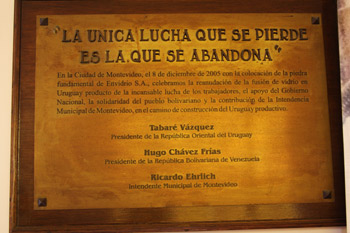 "LA UNICA LUCHA QUE SE PIERDE
ES LA QUE SE ABANDONA"
En la Ciudad de Montevideo, el 8 de diciembre de 2005 con la colocación de la piedra
fundamental de Envidrio S.A., celebramos la reanudación de la fusión de vidrio en
Uruguay producto de la incansable lucha de los trabajadores, el apoyo del Gobierno
Nacional, la solidaridad del pueblo bolivariano y la contribución de la Intendencia
Municipal de Montevideo, en el camino de construcción del Uruguay productivo.
Tabaré Vázquez
Presidente de la República Oriental del Uruguay
Hugo Chávez Frías
Presidente de la República Bolivariana de Venezuela
Ricardo Ehrlich
Intendente Municipal de Montevideo